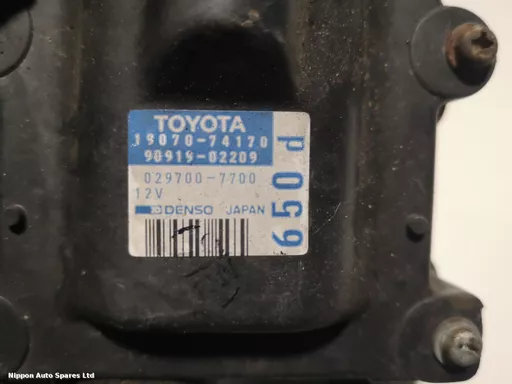 TOYOTA
19070-74170
90919-02209
029700-7700
12V
DENSO JAPAN
650d
Nippon Auto Spares Ltd